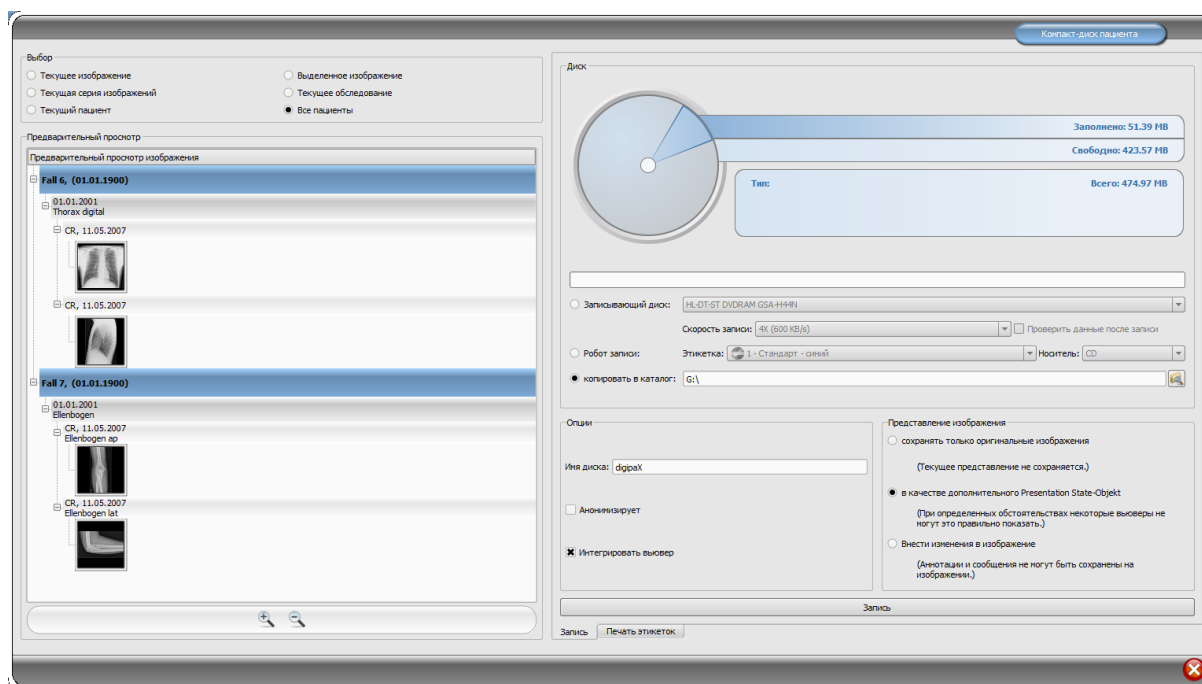 Компакт-диск пациента
Выбор
Текущее изображение
Выделенное изображение
Текущая серия изображений
Текущее обследование
Текущий пациент
Все пациенты
Предварительный просмотр
Предварительный просмотр изображения
Fall 6, (01.01.1900)
01.01.2001
Thorax digital
CR, 11.05.2007
CR, 11.05.2007
Fall 7, (01.01.1900)
01.01.2001
Ellenbogen
CR, 11.05.2007
Ellenbogen ap
CR, 11.05.2007
Ellenbogen lat
Диск
Заполнено: 51.39 MB
Свободно: 423.57 MB
Тип:
Всего: 474.97 MB
Записывающий диск: HL-DT-ST DVDRAM GSA-H44N
Скорость записи: 4X (600 KB/s)
Проверить данные после записи
Робот записи:
Этикетка: 1 - Стандарт - синий
Носитель: CD
копировать в каталог: G:\
Опции
Имя диска: digipaX
Анонимизирует
Интегрировать вьювер
Представление изображения
сохранять только оригинальные изображения
(Текущее представление не сохраняется.)
в качестве дополнительного Presentation State-Objekt
(При определенных обстоятельствах некоторые вьюверы не
могут это правильно показать.)
Внести изменения в изображение
(Аннотации и сообщения не могут быть сохранены на
изображении.)
Запись
Запись
Печать этикеток